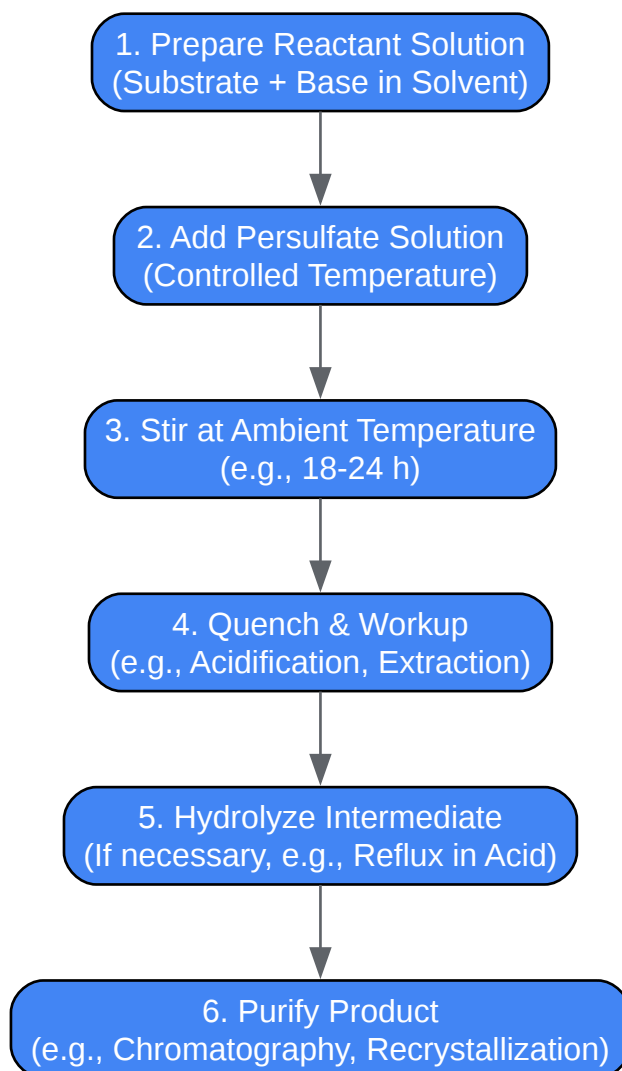 1. Prepare Reactant Solution
(Substrate + Base in Solvent)
2. Add Persulfate Solution
(Controlled Temperature)
3. Stir at Ambient Temperature
(e.g., 18-24 h)
4. Quench & Workup
(e.g., Acidification, Extraction)
5. Hydrolyze Intermediate
(If necessary, e.g., Reflux in Acid)
6. Purify Product
(e.g., Chromatography, Recrystallization)